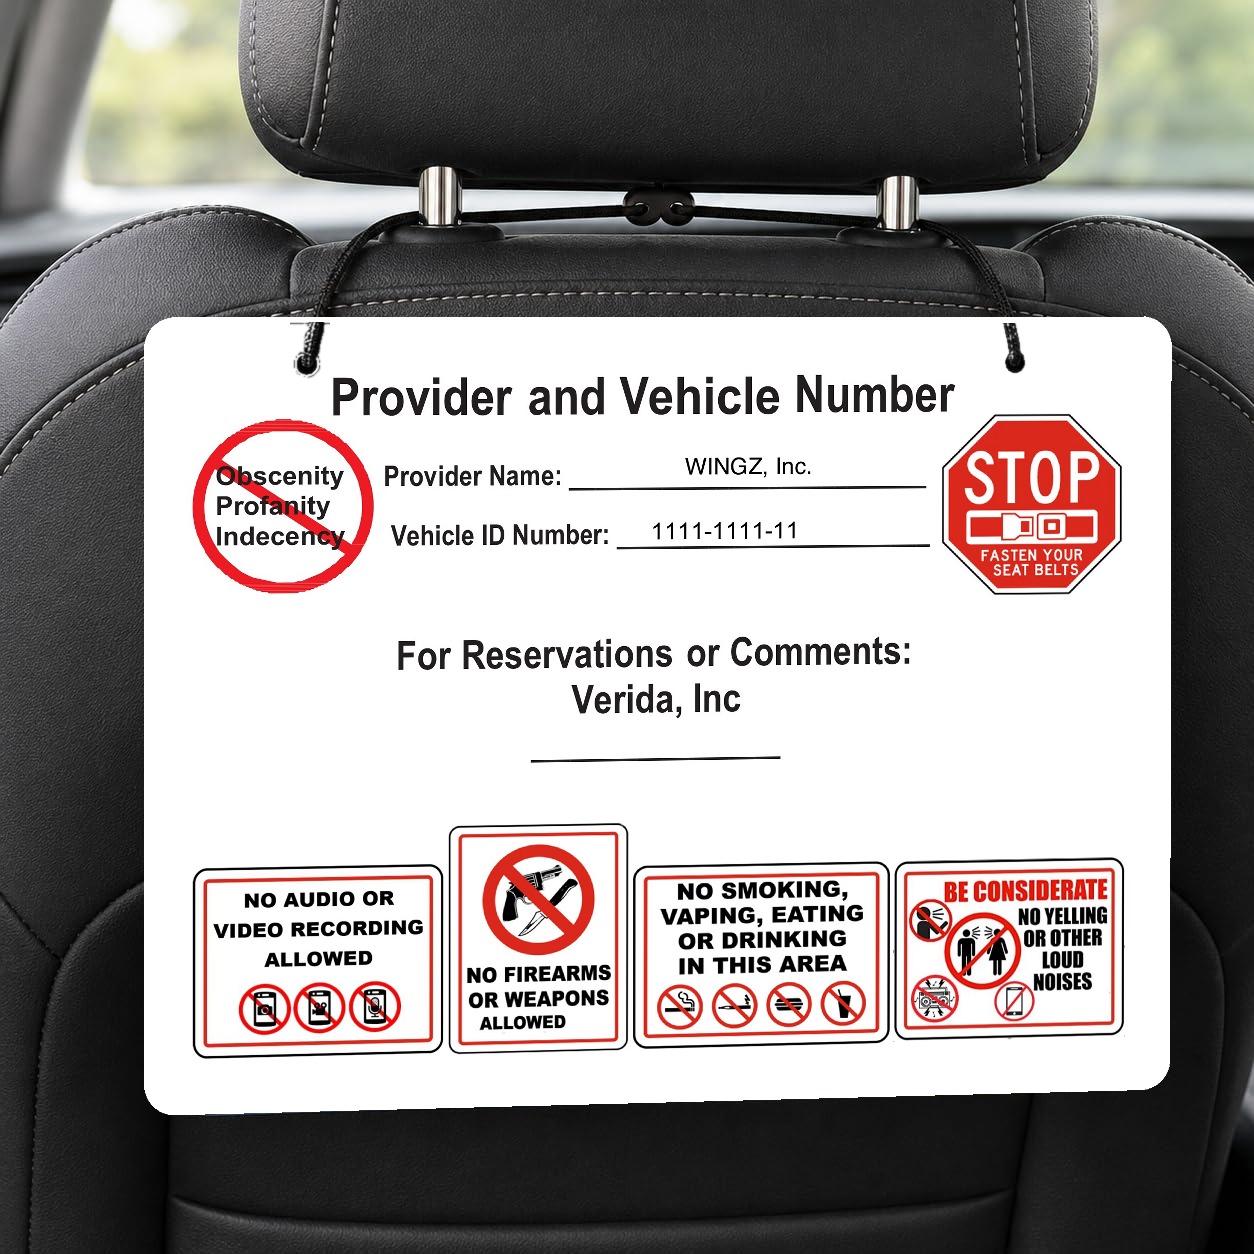 Provider and Vehicle Number
Obscenity
Profanity
Indecency
Provider Name: WINGZ, Inc.
Vehicle ID Number: 1111-1111-11
STOP
FASTEN YOUR
SEAT BELTS
For Reservations or Comments:
Verida, Inc
NO AUDIO OR
VIDEO RECORDING
ALLOWED
NO FIREARMS
OR WEAPONS
ALLOWED
NO SMOKING,
VAPING, EATING
OR DRINKING
IN THIS AREA
BE CONSIDERATE
NO YELLING
OR OTHER
LOUD
NOISES